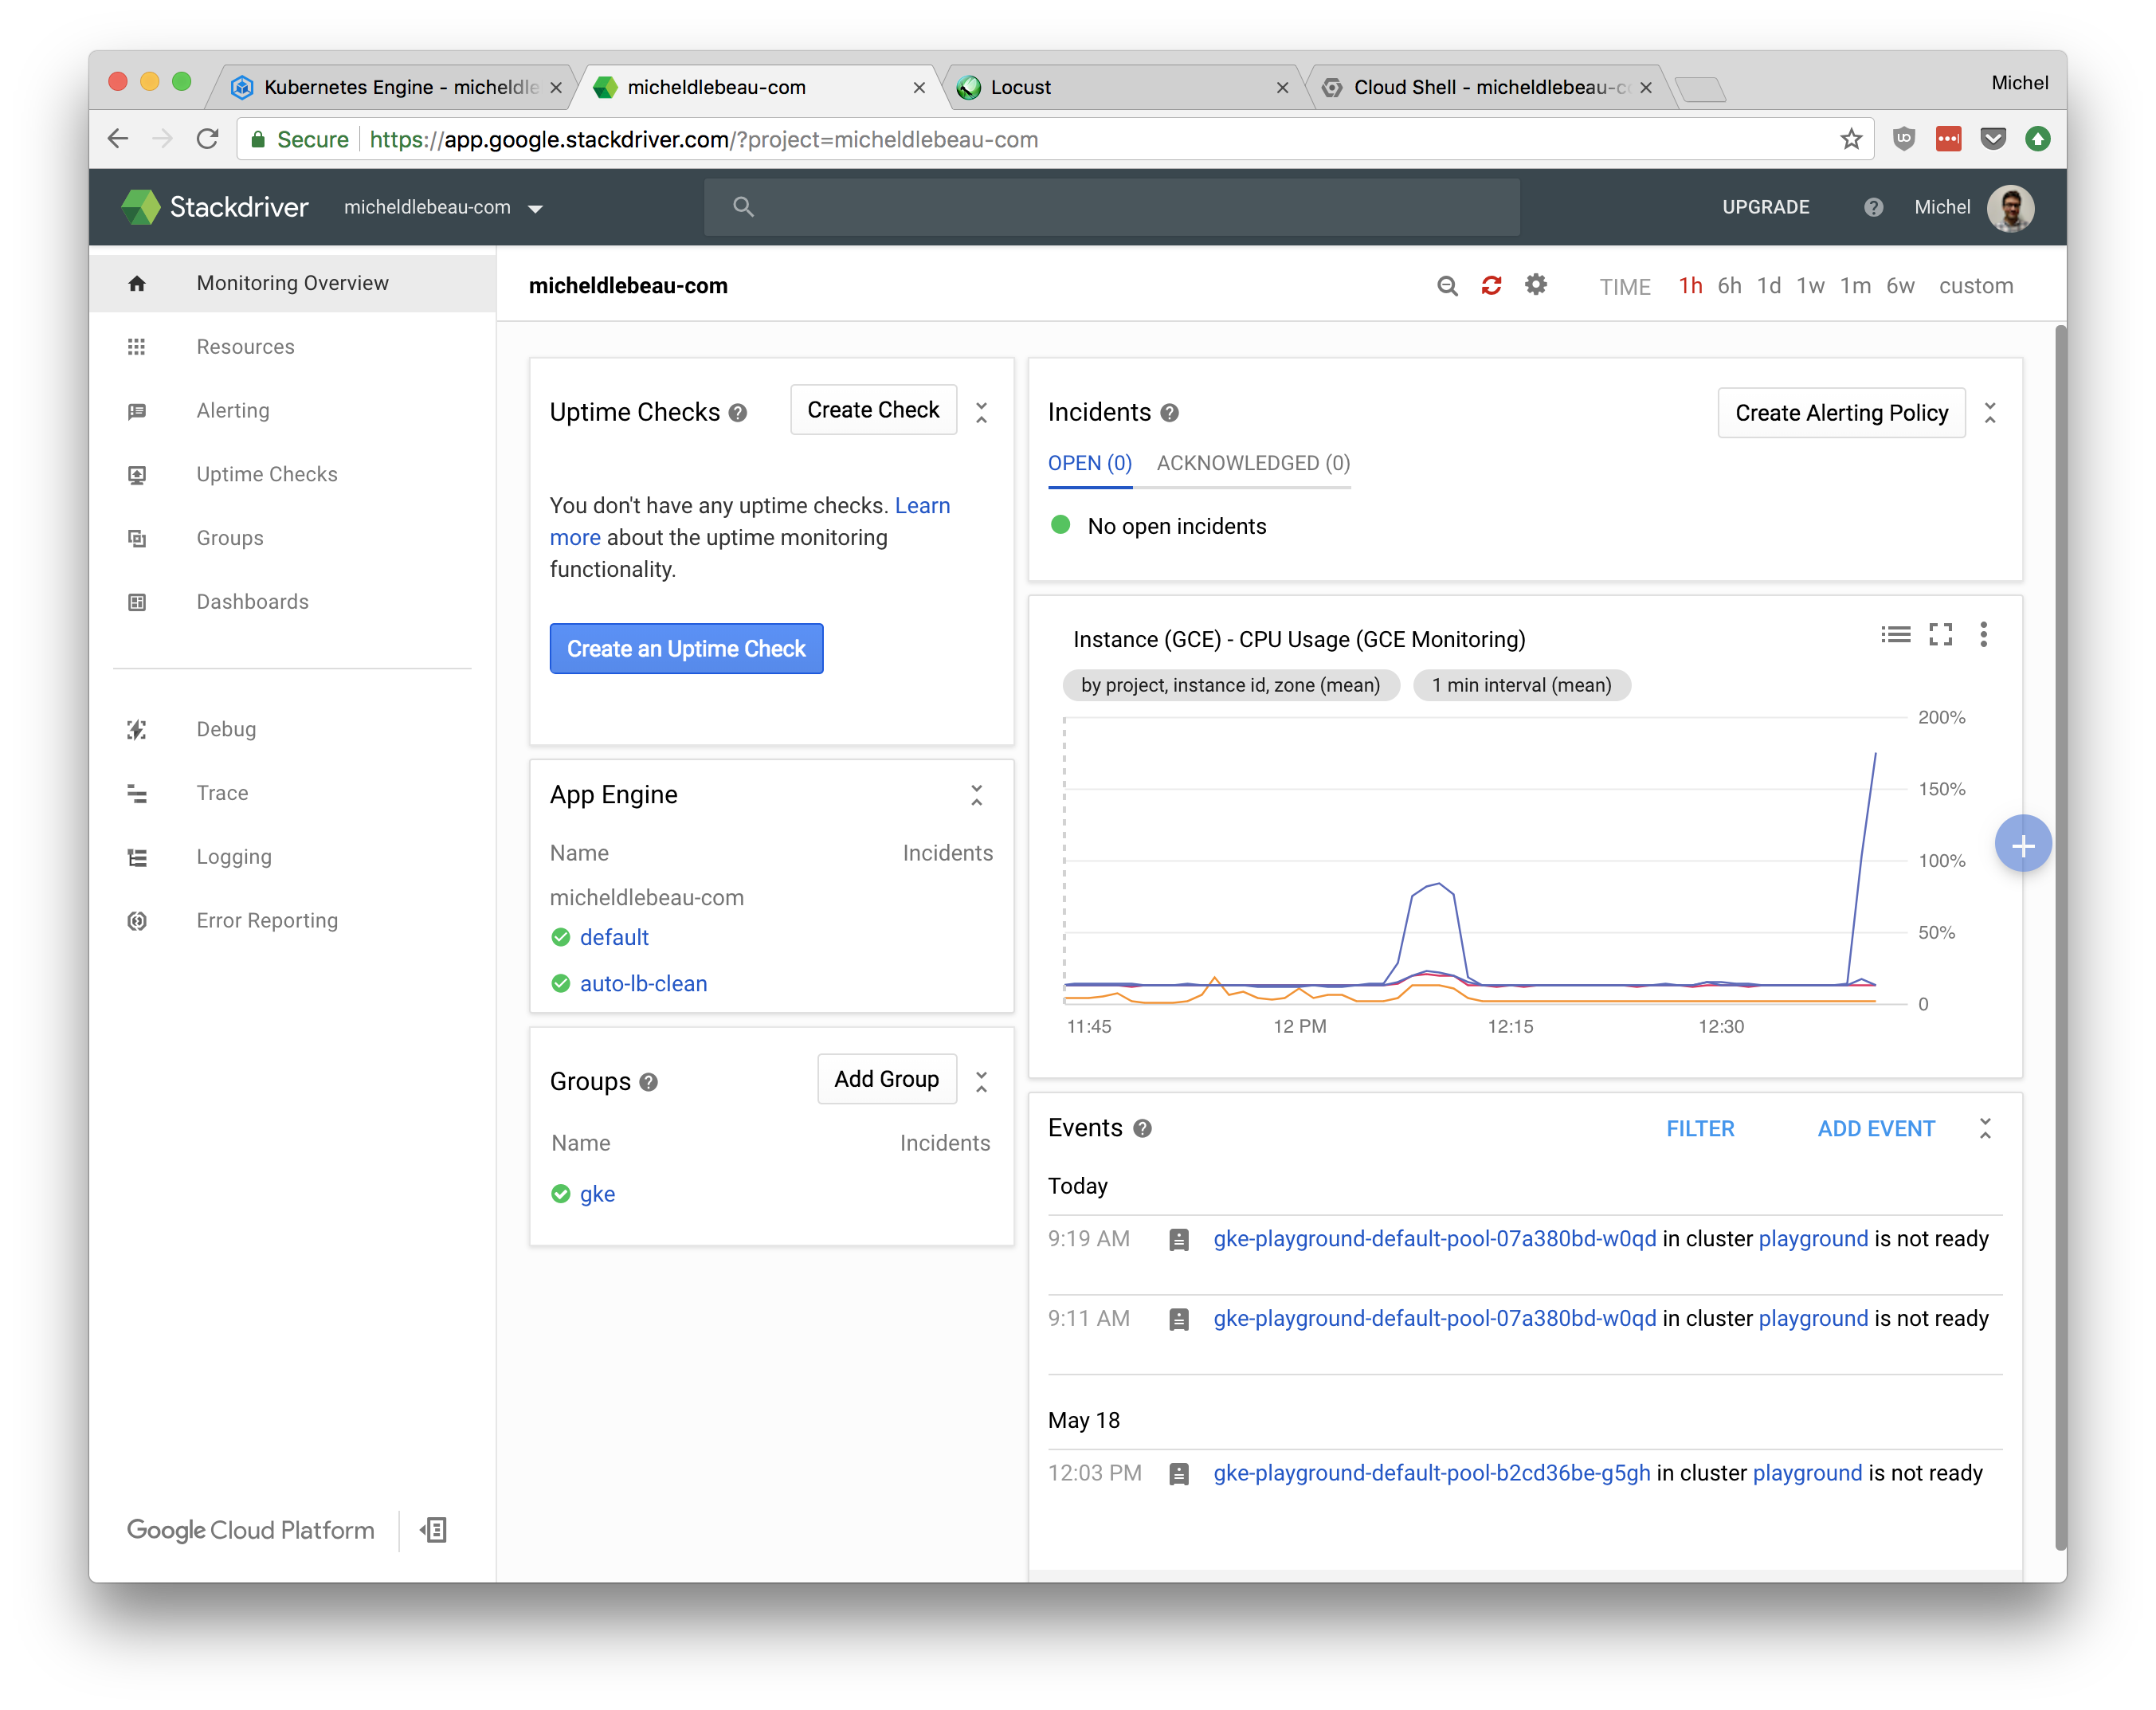 Kubernetes Engine - micheldle
micheldlebeau-com
Locust
Cloud Shell - micheldlebeau-c
Michel
Secure
https://app.google.stackdriver.com/?project=micheldlebeau-com
Stackdriver
micheldlebeau-com
UPGRADE
Michel
Monitoring Overview
Resources
Alerting
Uptime Checks
Groups
Dashboards
Debug
Trace
Logging
Error Reporting
Google Cloud Platform
micheldlebeau-com
TIME 1h 6h 1d 1w 1m 6w custom
Uptime Checks
Create Check
You don't have any uptime checks. Learn
more about the uptime monitoring
functionality.
Create an Uptime Check
App Engine
Name Incidents
micheldlebeau-com
default
auto-lb-clean
Groups
Add Group
Name Incidents
gke
Incidents
Create Alerting Policy
OPEN (0) ACKNOWLEDGED (0)
No open incidents
Instance (GCE) - CPU Usage (GCE Monitoring)
by project, instance id, zone (mean) 1 min interval (mean)
200%
150%
100%
50%
0
11:45 12 PM 12:15 12:30
Events
FILTER ADD EVENT
Today
9:19 AM gke-playground-default-pool-07a380bd-w0qd in cluster playground is not ready
9:11 AM gke-playground-default-pool-07a380bd-w0qd in cluster playground is not ready
May 18
12:03 PM gke-playground-default-pool-b2cd36be-g5gh in cluster playground is not ready